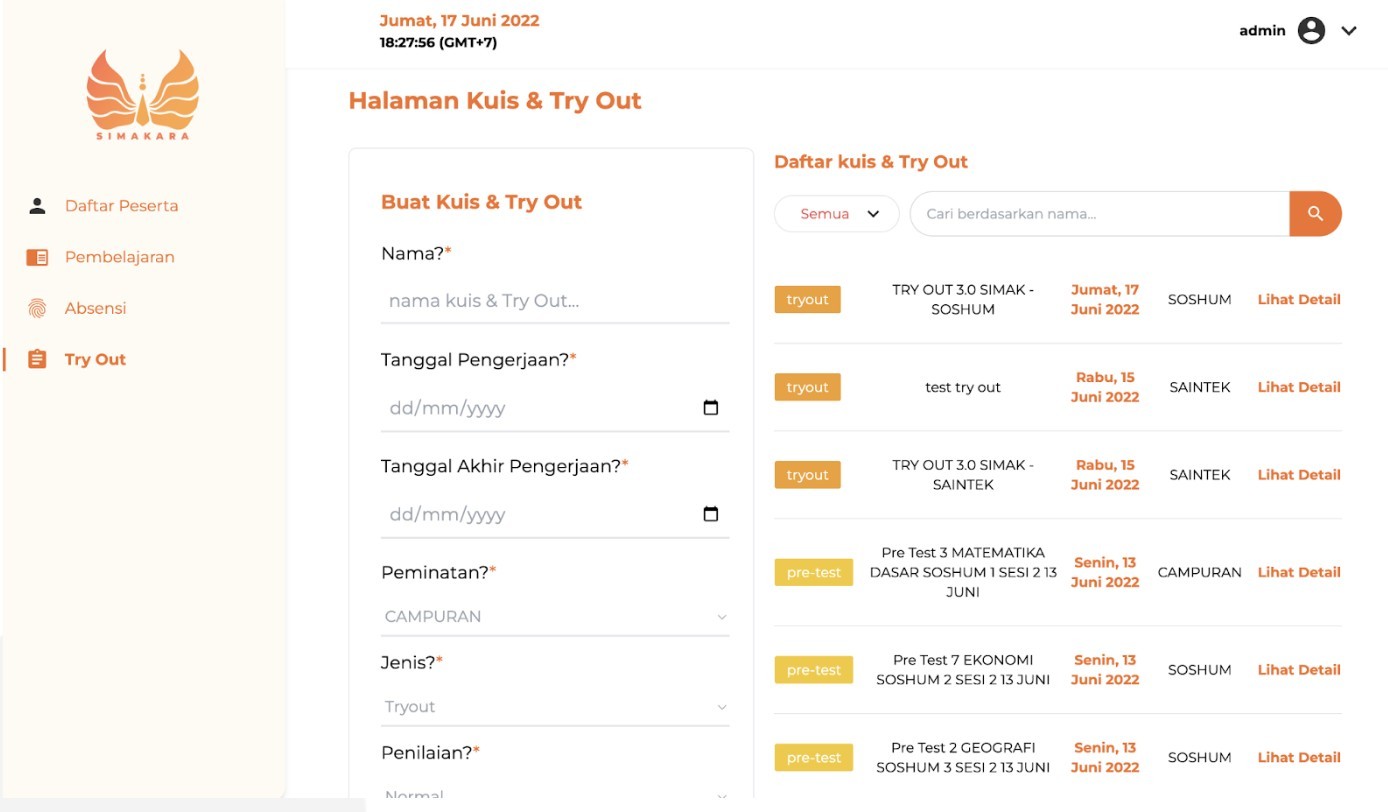 Jumat, 17 Juni 2022
18:27:56 (GMT+7)
admin
SIMAKARA
Daftar Peserta
Pembelajaran
Absensi
Try Out
Halaman Kuis & Try Out
Buat Kuis & Try Out
Nama?*
nama kuis & Try Out...
Tanggal Pengerjaan?*
dd/mm/yyyy
Tanggal Akhir Pengerjaan?*
dd/mm/yyyy
Peminatan?*
CAMPURAN
Jenis?*
Tryout
Penilaian?*
Normal
Daftar kuis & Try Out
Semua
Cari berdasarkan nama...
tryout
TRY OUT 3.0 SIMAK -
SOSHUM
Jumat, 17
Juni 2022
SOSHUM
Lihat Detail
tryout
test try out
Rabu, 15
Juni 2022
SAINTEK
Lihat Detail
tryout
TRY OUT 3.0 SIMAK -
SAINTEK
Rabu, 15
Juni 2022
SAINTEK
Lihat Detail
pre-test
Pre Test 3 MATEMATIKA
DASAR SOSHUM 1 SESI 2 13
JUNI
Senin, 13
Juni 2022
CAMPURAN
Lihat Detail
pre-test
Pre Test 7 EKONOMI
SOSHUM 2 SESI 2 13 JUNI
Senin, 13
Juni 2022
SOSHUM
Lihat Detail
pre-test
Pre Test 2 GEOGRAFI
SOSHUM 3 SESI 2 13 JUNI
Senin, 13
Juni 2022
SOSHUM
Lihat Detail